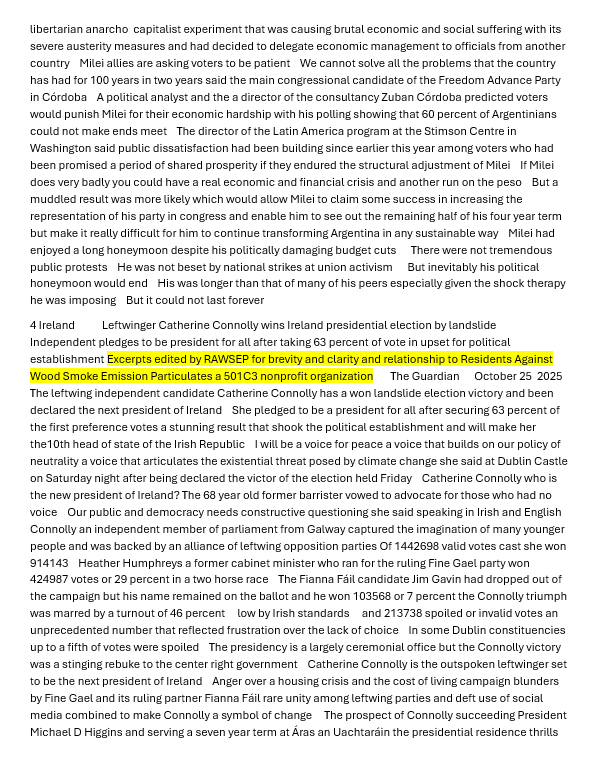 libertarian anarcho  capitalist experiment that was causing brutal economic and social suffering with its
severe austerity measures and had decided to delegate economic management to officials from another
country    Milei allies are asking voters to be patient    We cannot solve all the problems that the country
has had for 100 years in two years said the main congressional candidate of the Freedom Advance Party
in Córdoba    A political analyst and the a director of the consultancy Zuban Córdoba predicted voters
would punish Milei for their economic hardship with his polling showing that 60 percent of Argentinians
could not make ends meet    The director of the Latin America program at the Stimson Centre in
Washington said public dissatisfaction had been building since earlier this year among voters who had
been promised a period of shared prosperity if they endured the structural adjustment of Milei    If Milei
does very badly you could have a real economic and financial crisis and another run on the peso    But a
muddled result was more likely which would allow Milei to claim some success in increasing the
representation of his party in congress and enable him to see out the remaining half of his four year term
but make it really difficult for him to continue transforming Argentina in any sustainable way    Milei had
enjoyed a long honeymoon despite his politically damaging budget cuts      There were not tremendous
public protests    He was not beset by national strikes at union activism      But inevitably his political
honeymoon would end    His was longer than that of many of his peers especially given the shock therapy
he was imposing    But it could not last forever
4 Ireland          Leftwinger Catherine Connolly wins Ireland presidential election by landslide
Independent pledges to be president for all after taking 63 percent of vote in upset for political
establishment Excerpts edited by RAWSEP for brevity and clarity and relationship to Residents Against
Wood Smoke Emission Particulates a 501C3 nonprofit organization      The Guardian      October 25  2025
The leftwing independent candidate Catherine Connolly has a won landslide election victory and been
declared the next president of Ireland    She pledged to be a president for all after securing 63 percent of
the first preference votes a stunning result that shook the political establishment and will make her
the10th head of state of the Irish Republic    I will be a voice for peace a voice that builds on our policy of
neutrality a voice that articulates the existential threat posed by climate change she said at Dublin Castle
on Saturday night after being declared the victor of the election held Friday    Catherine Connolly who is
the new president of Ireland? The 68 year old former barrister vowed to advocate for those who had no
voice    Our public and democracy needs constructive questioning she said speaking in Irish and English
Connolly an independent member of parliament from Galway captured the imagination of many younger
people and was backed by an alliance of leftwing opposition parties Of 1442698 valid votes cast she won
914143    Heather Humphreys a former cabinet minister who ran for the ruling Fine Gael party won
424987 votes or 29 percent in a two horse race    The Fianna Fáil candidate Jim Gavin had dropped out of
the campaign but his name remained on the ballot and he won 103568 or 7 percent the Connolly triumph
was marred by a turnout of 46 percent     low by Irish standards     and 213738 spoiled or invalid votes an
unprecedented number that reflected frustration over the lack of choice    In some Dublin constituencies
up to a fifth of votes were spoiled    The presidency is a largely ceremonial office but the Connolly victory
was a stinging rebuke to the center right government    Catherine Connolly is the outspoken leftwinger set
to be the next president of Ireland    Anger over a housing crisis and the cost of living campaign blunders
by Fine Gael and its ruling partner Fianna Fáil rare unity among leftwing parties and deft use of social
media combined to make Connolly a symbol of change     The prospect of Connolly succeeding President
Michael D Higgins and serving a seven year term at Áras an Uachtaráin the presidential residence thrills